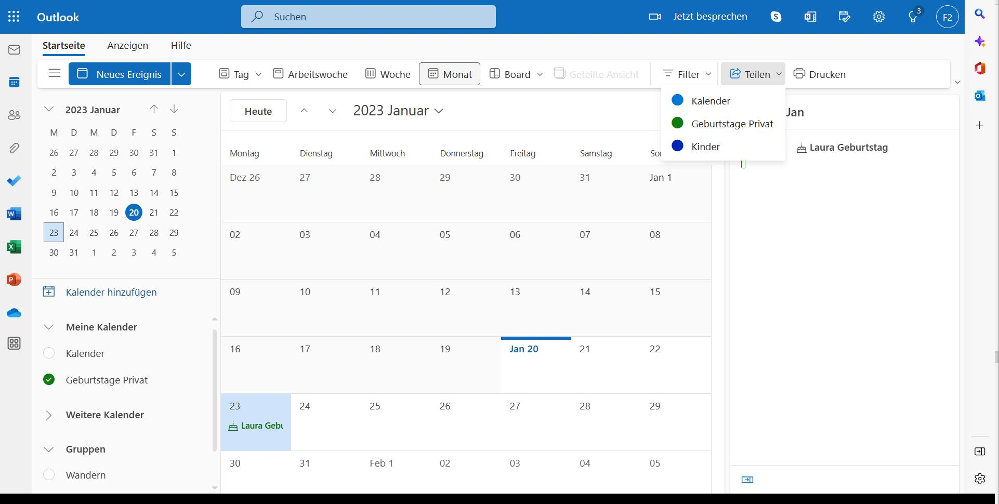 Outlook
Suchen
Jetzt besprechen
3
F2
Startseite Anzeigen Hilfe
Neues Ereignis
Tag
Arbeitswoche
Woche
Monat
Board
Geteilte Ansicht
Filter
Teilen
Drucken
Kalender
Geburtstage Privat
Kinder
2023 Januar
M D M D F S S
26 27 28 29 30 31 1
2 3 4 5 6 7 8
9 10 11 12 13 14 15
16 17 18 19 20 21 22
23 24 25 26 27 28 29
30 31 1 2 3 4 5
Kalender hinzufügen
Meine Kalender
Kalender
Geburtstage Privat
Weitere Kalender
Gruppen
Wandern
Heute
2023 Januar
Montag Dienstag Mittwoch Donnerstag Freitag Samstag
Dez 26 27 28 29 30 31 Jan 1
02 03 04 05 06 07 08
09 10 11 12 13 14 15
16 17 18 19 Jan 20 21 22
23 24 25 26 27 28 29
Laura Gebu
30 31 Feb 1 02 03 04 05
Jan
Laura Geburtstag